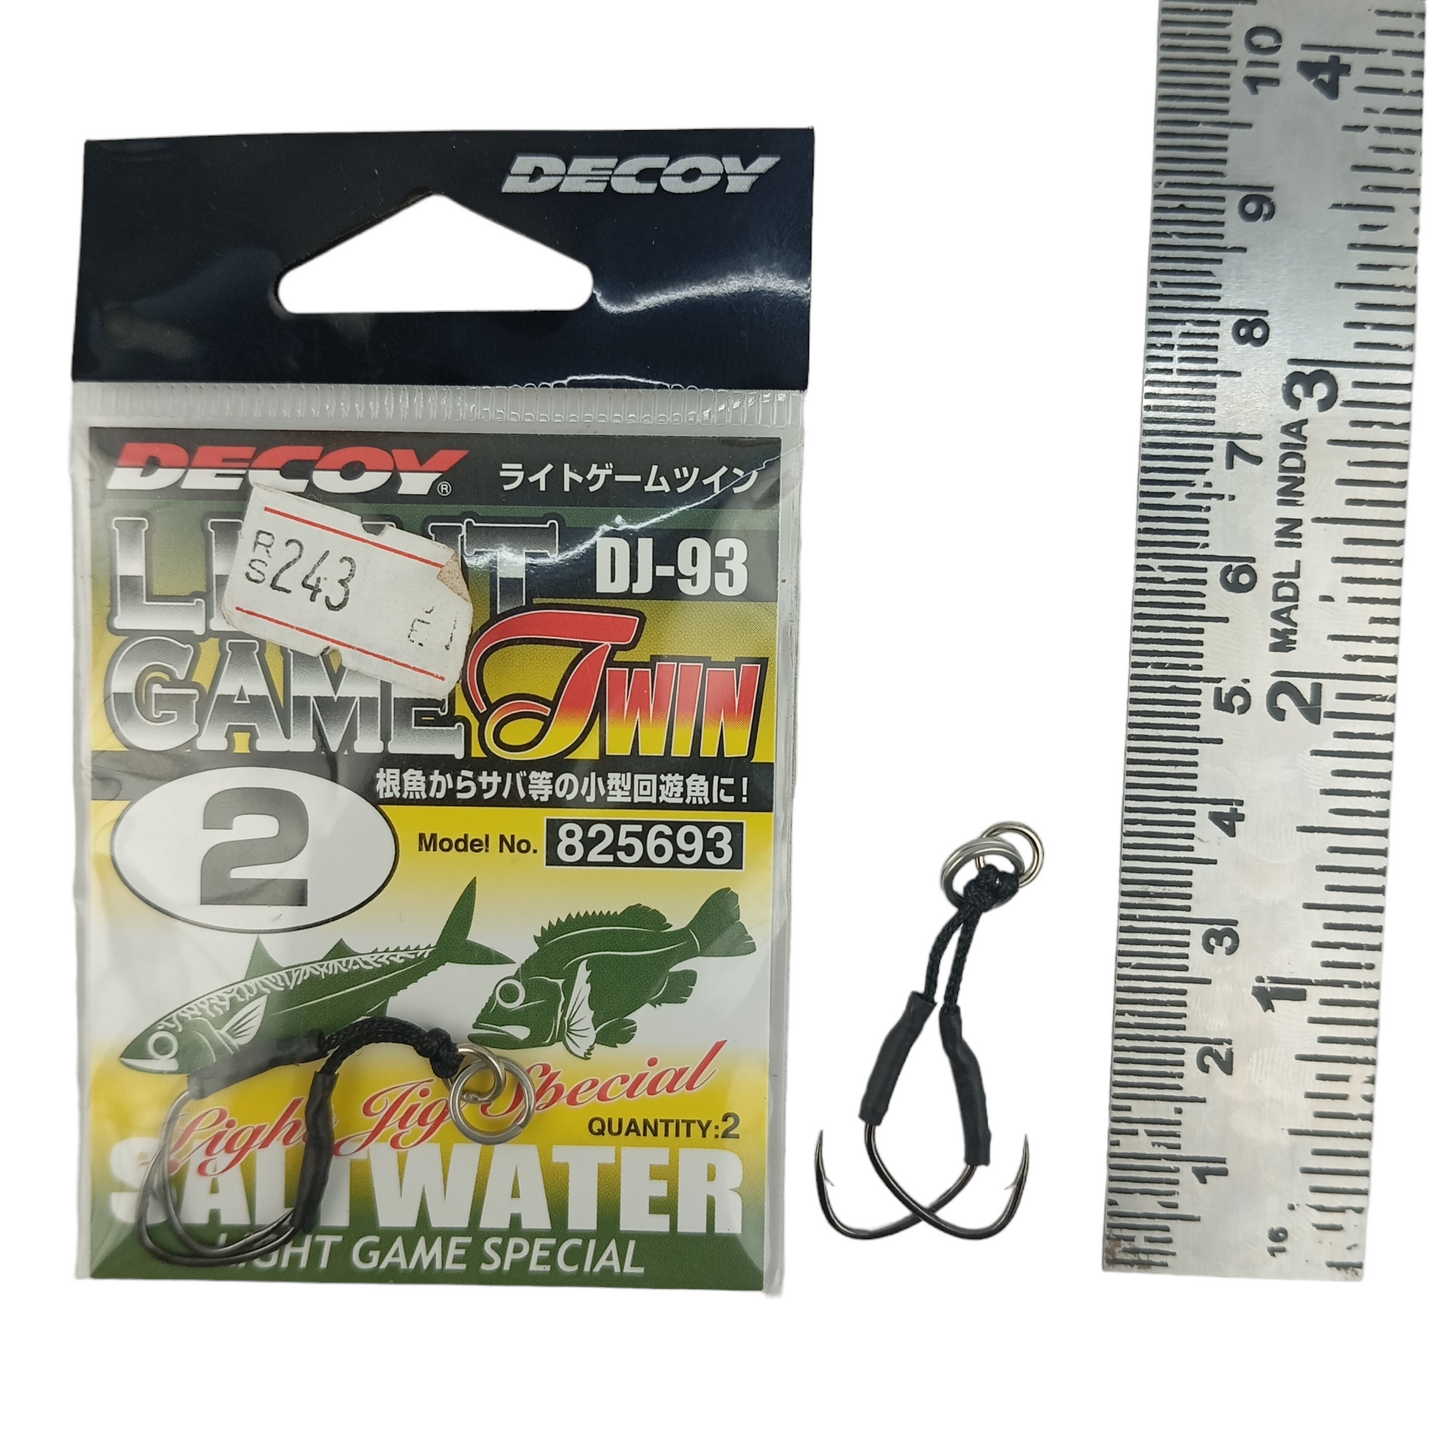 DECOY
DECOY®
ライトゲームツイン
DJ-93
RS 243
GAME TWIN
根魚からサバ等の小型回遊魚に!
2
Model No. 825693
Light Jig Special
QUANTITY:2
SALTWATER
LIGHT GAME SPECIAL
10
9
8
7
6
5
4
3
2
1
4
3
2
1
MADL IN INDIA
16